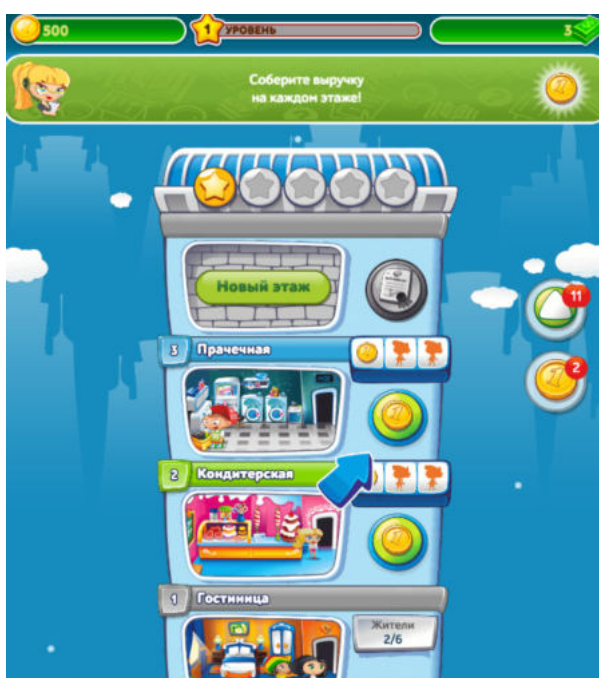 500
1
УРОВЕНЬ
3
Соберите выручку
на каждом этаже!
Новый этаж
11
3 Прачечная
2
2 Кондитерская
1 Гостиница
Жители
2/6